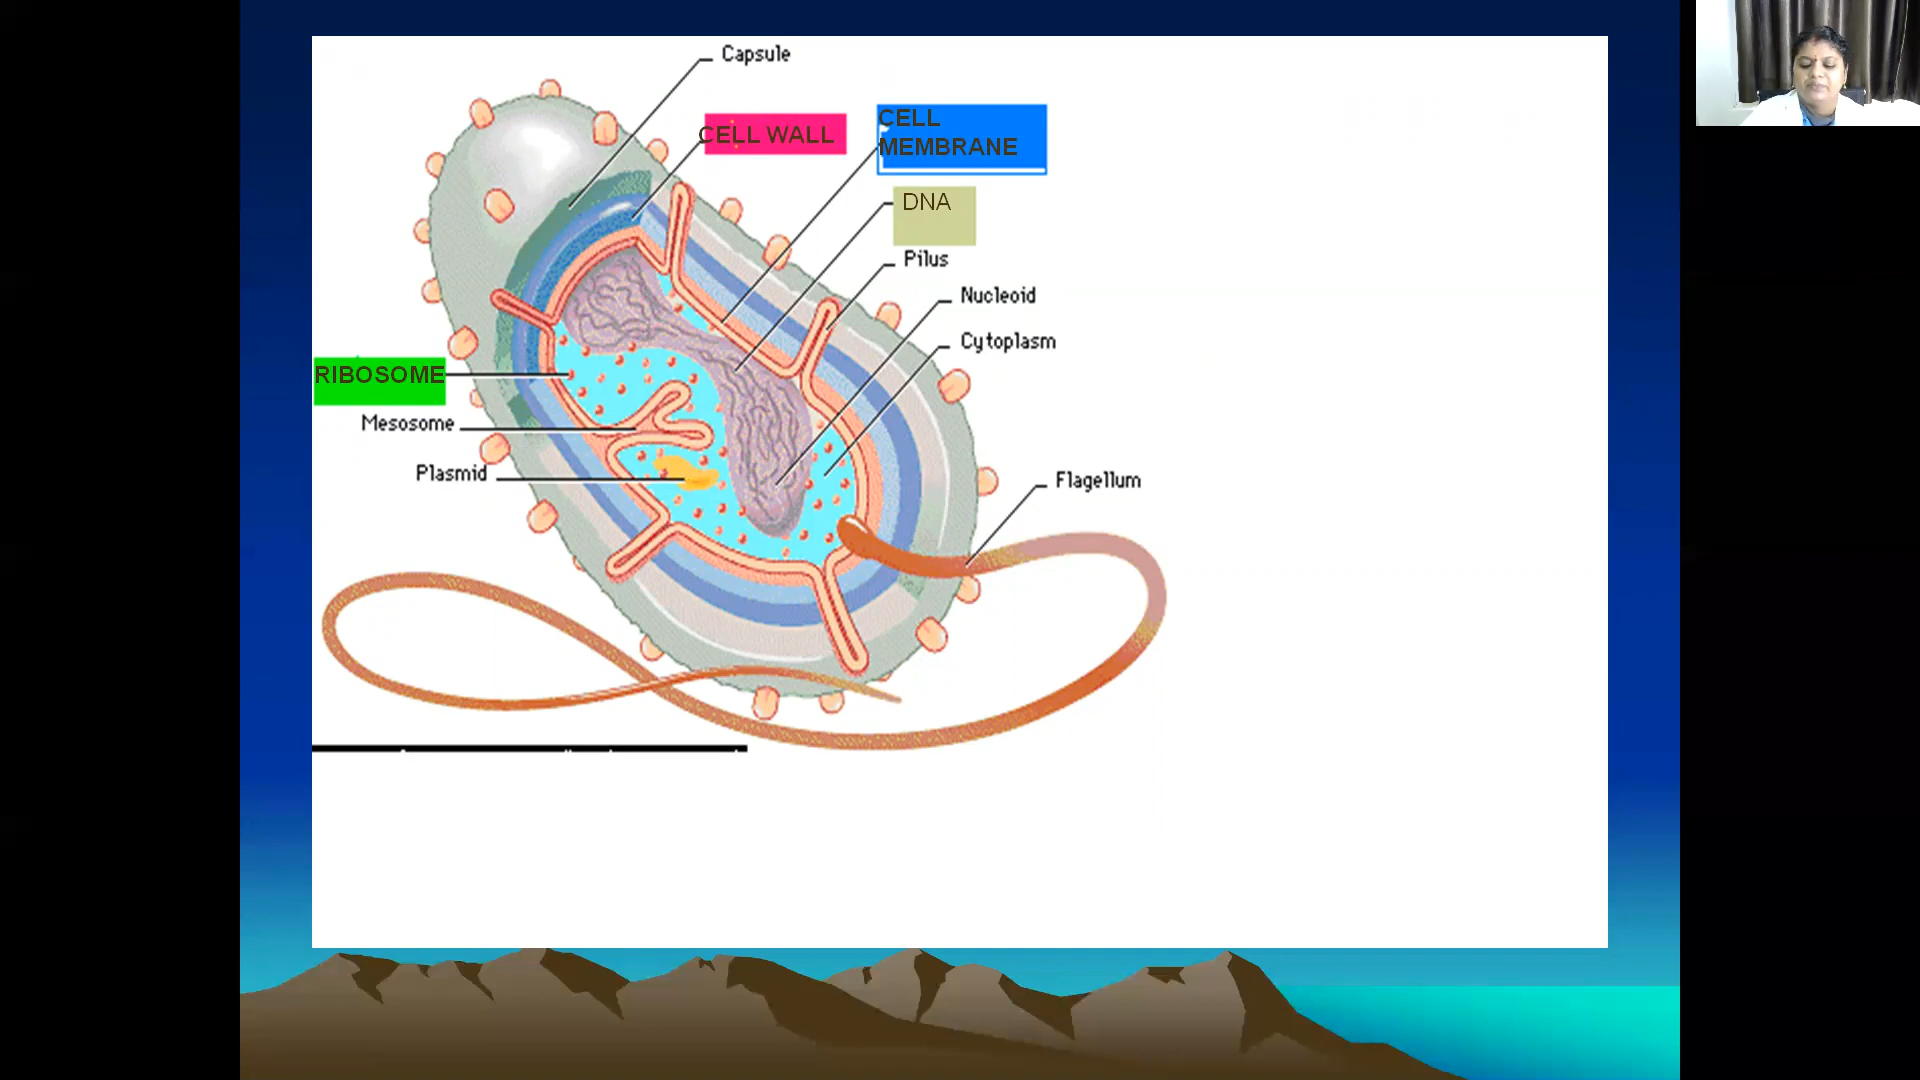 Capsule
CELL WALL
CELL
MEMBRANE
DNA
Pilus
Nucleoid
Cytoplasm
RIBOSOME
Mesosome
Plasmid
Flagellum